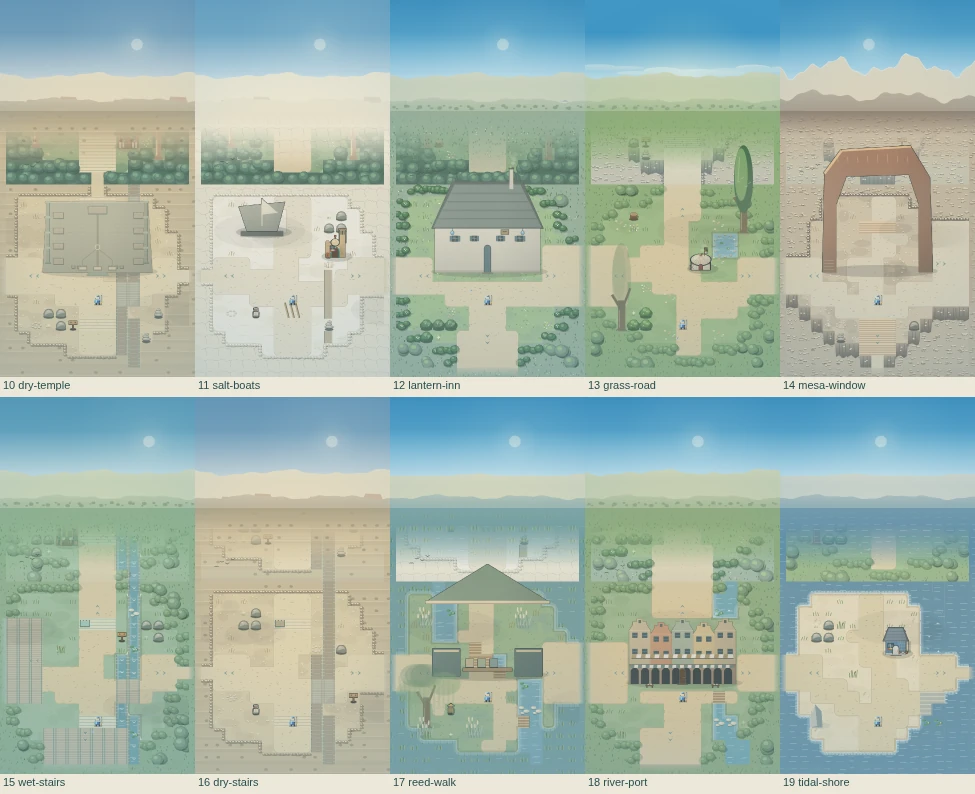 10 dry-temple
11 salt-boats
12 lantern-inn
13 grass-road
14 mesa-window
15 wet-stairs
16 dry-stairs
17 reed-walk
18 river-port
19 tidal-shore